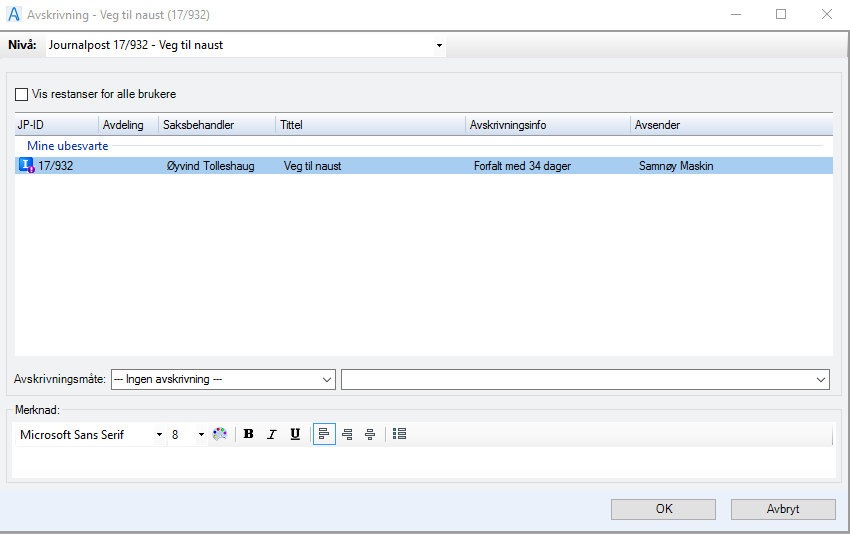 Avskrivning - Veg til naust (17/932)
Nivå: Journalpost 17/932 - Veg til naust
Vis restanser for alle brukere
JP-ID Avdeling Saksbehandler Tittel Avskrivningsinfo Avsender
Mine ubesvarte
I 17/932 Øyvind Tolleshaug Veg til naust Forfalt med 34 dager Samnøy Maskin
Avskrivningsmåte: --- Ingen avskrivning ---
Merknad:
Microsoft Sans Serif 8 B I U
OK Avbryt